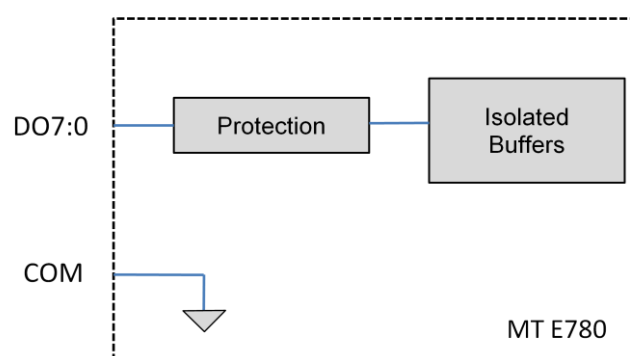 DO7:0
Protection
Isolated
Buffers
COM
MT E780